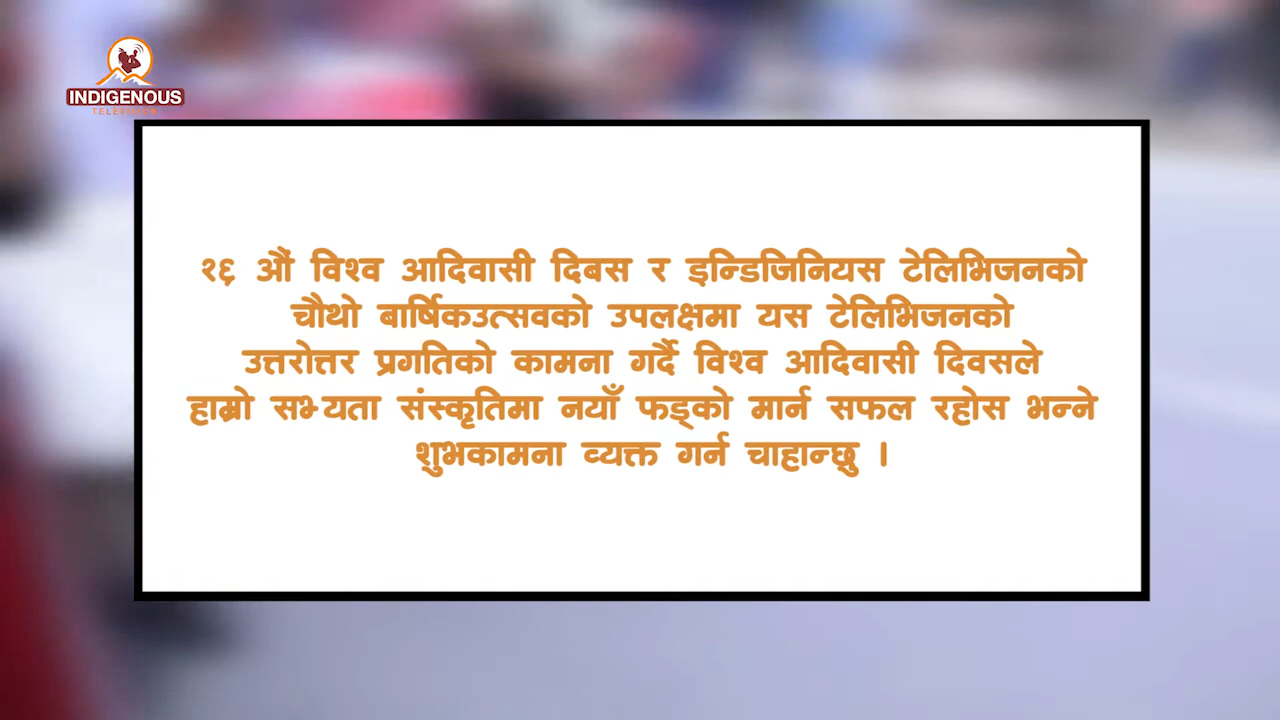 INDIGENOUS
TELEVISION
२६ औं विश्व आदिवासी दिबस र इन्डिजिनियस टेलिभिजनको
चौथो बार्षिकउत्सवको उपलक्षमा यस टेलिभिजनको
उत्तरोत्तर प्रगतिको कामना गर्दै विश्व आदिवासी दिवसले
हाम्रो सभ्यता संस्कृतिमा नयाँ फड्को मार्न सफल रहोस भन्ने
शुभकामना व्यक्त गर्न चाहान्छु ।